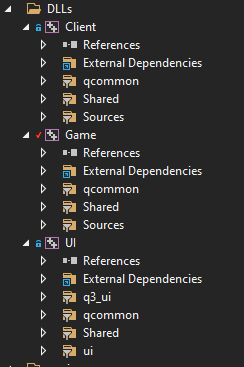 DLLs
Client
References
External Dependencies
qcommon
Shared
Sources
Game
References
External Dependencies
qcommon
Shared
Sources
UI
References
External Dependencies
q3_ui
qcommon
Shared
ui